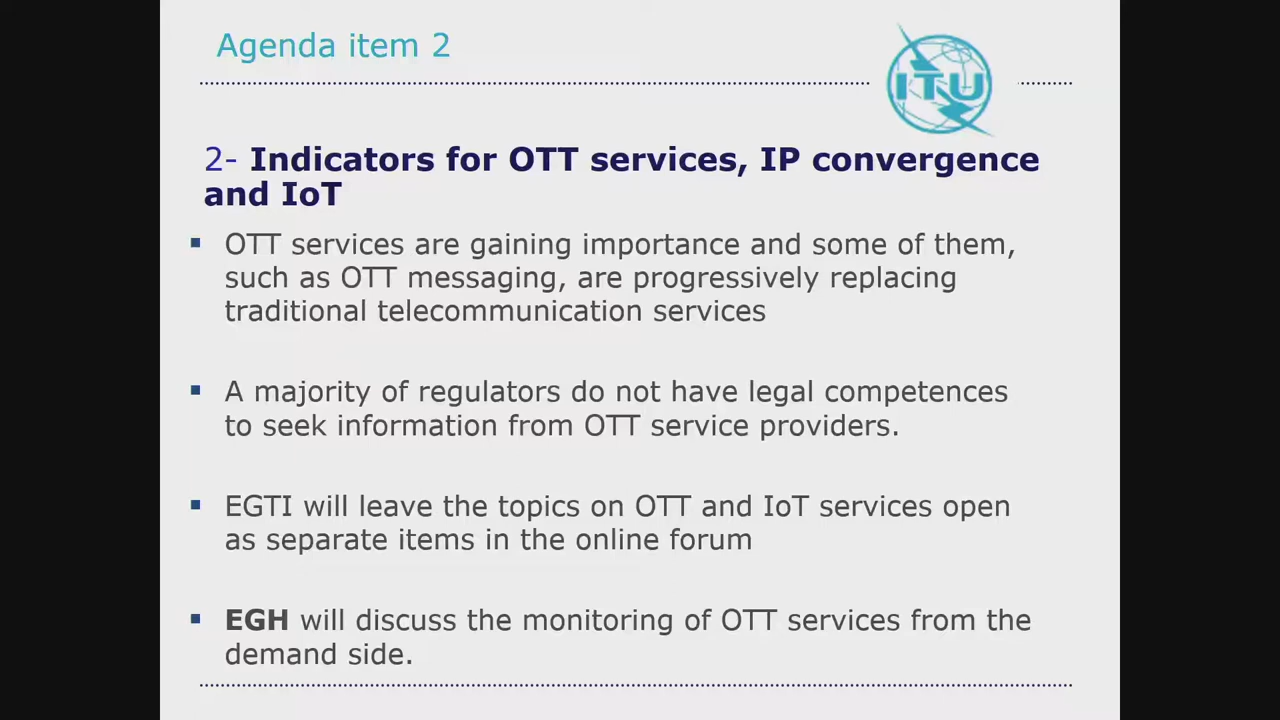 Agenda item 2
ITU
2- Indicators for OTT services, IP convergence
and IoT
▪ OTT services are gaining importance and some of them,
such as OTT messaging, are progressively replacing
traditional telecommunication services
▪ A majority of regulators do not have legal competences
to seek information from OTT service providers.
▪ EGTI will leave the topics on OTT and IoT services open
as separate items in the online forum
▪ EGH will discuss the monitoring of OTT services from the
demand side.